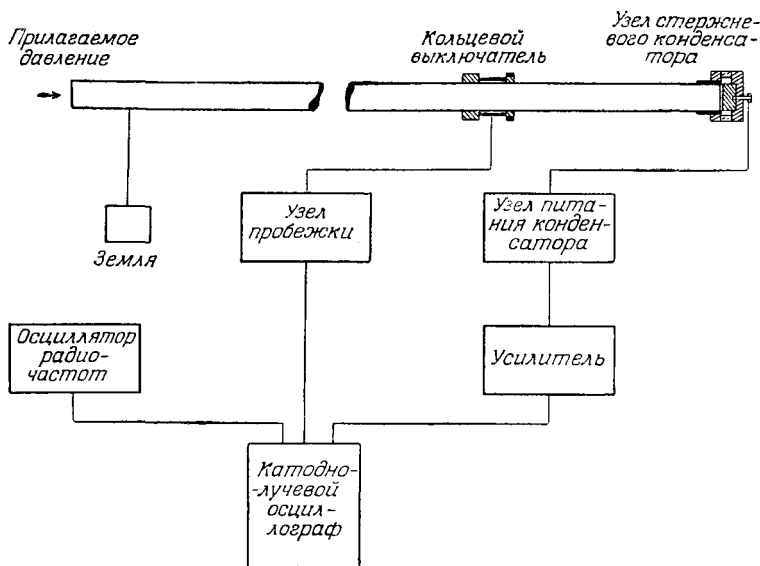 Прилагаемое
давление
Кольцевой
выключатель
Узел стержне-
вого конденса-
тора
Узел
пробежки
Узел пита-
ния конден-
сатора
Земля
Осциллятор
радио-
частот
Усилитель
Катодно-
-лучевой
осцил-
лограф